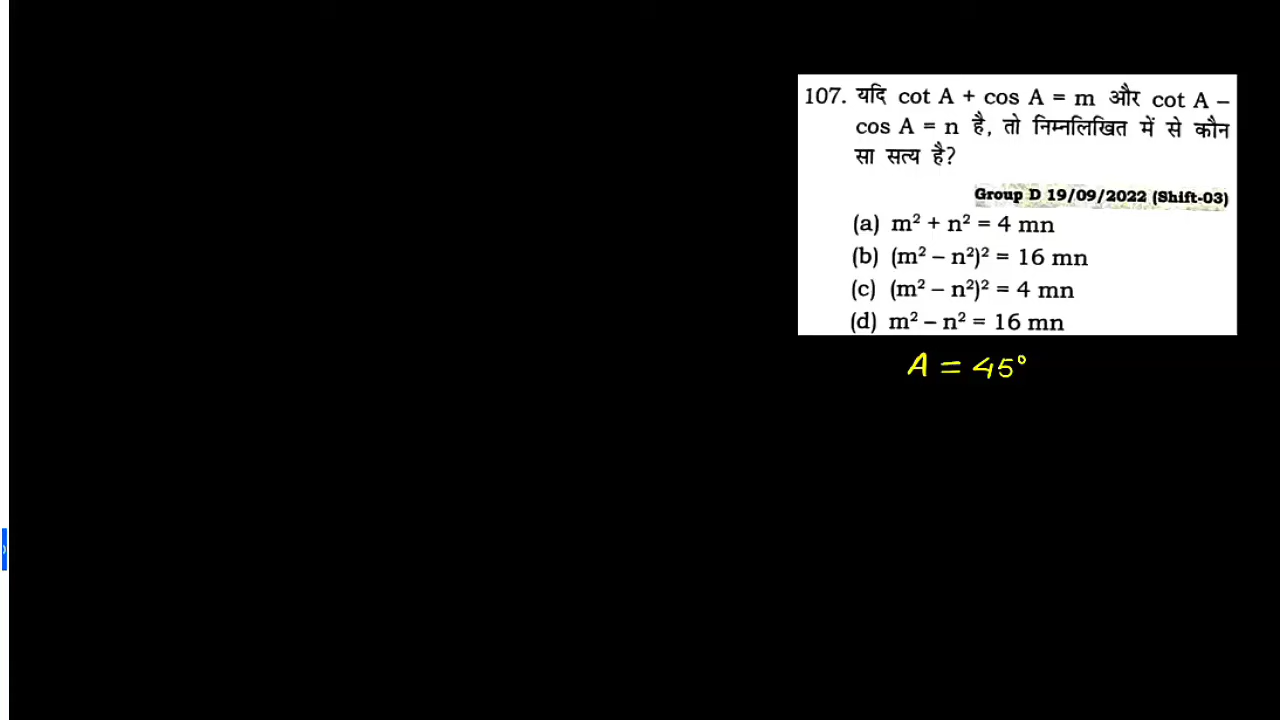 107. यदि cot A + cos A = m और cot A –
cos A = n है, तो निम्नलिखित में से कौन
सा सत्य है?
Group D 19/09/2022 (Shift-03)
(a) m² + n² = 4 mn
(b) (m² – n²)² = 16 mn
(c) (m² – n²)² = 4 mn
(d) m² – n² = 16 mn
A = 45°